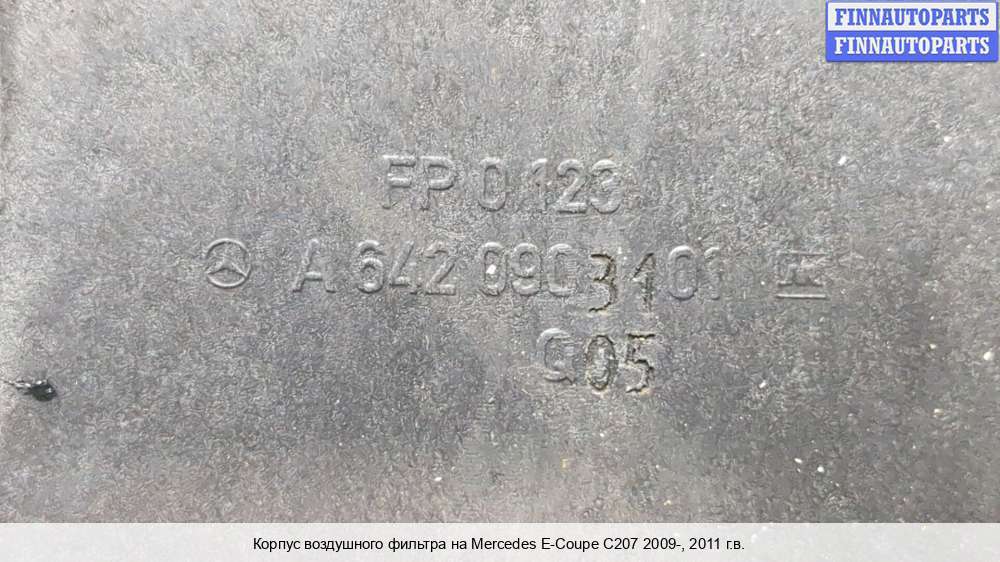 FINNAUTOPARTS
FINNAUTOPARTS
FP 0.123
A 642 090 31 01
Q05
Корпус воздушного фильтра на Mercedes E-Coupe C207 2009-, 2011 г.в.